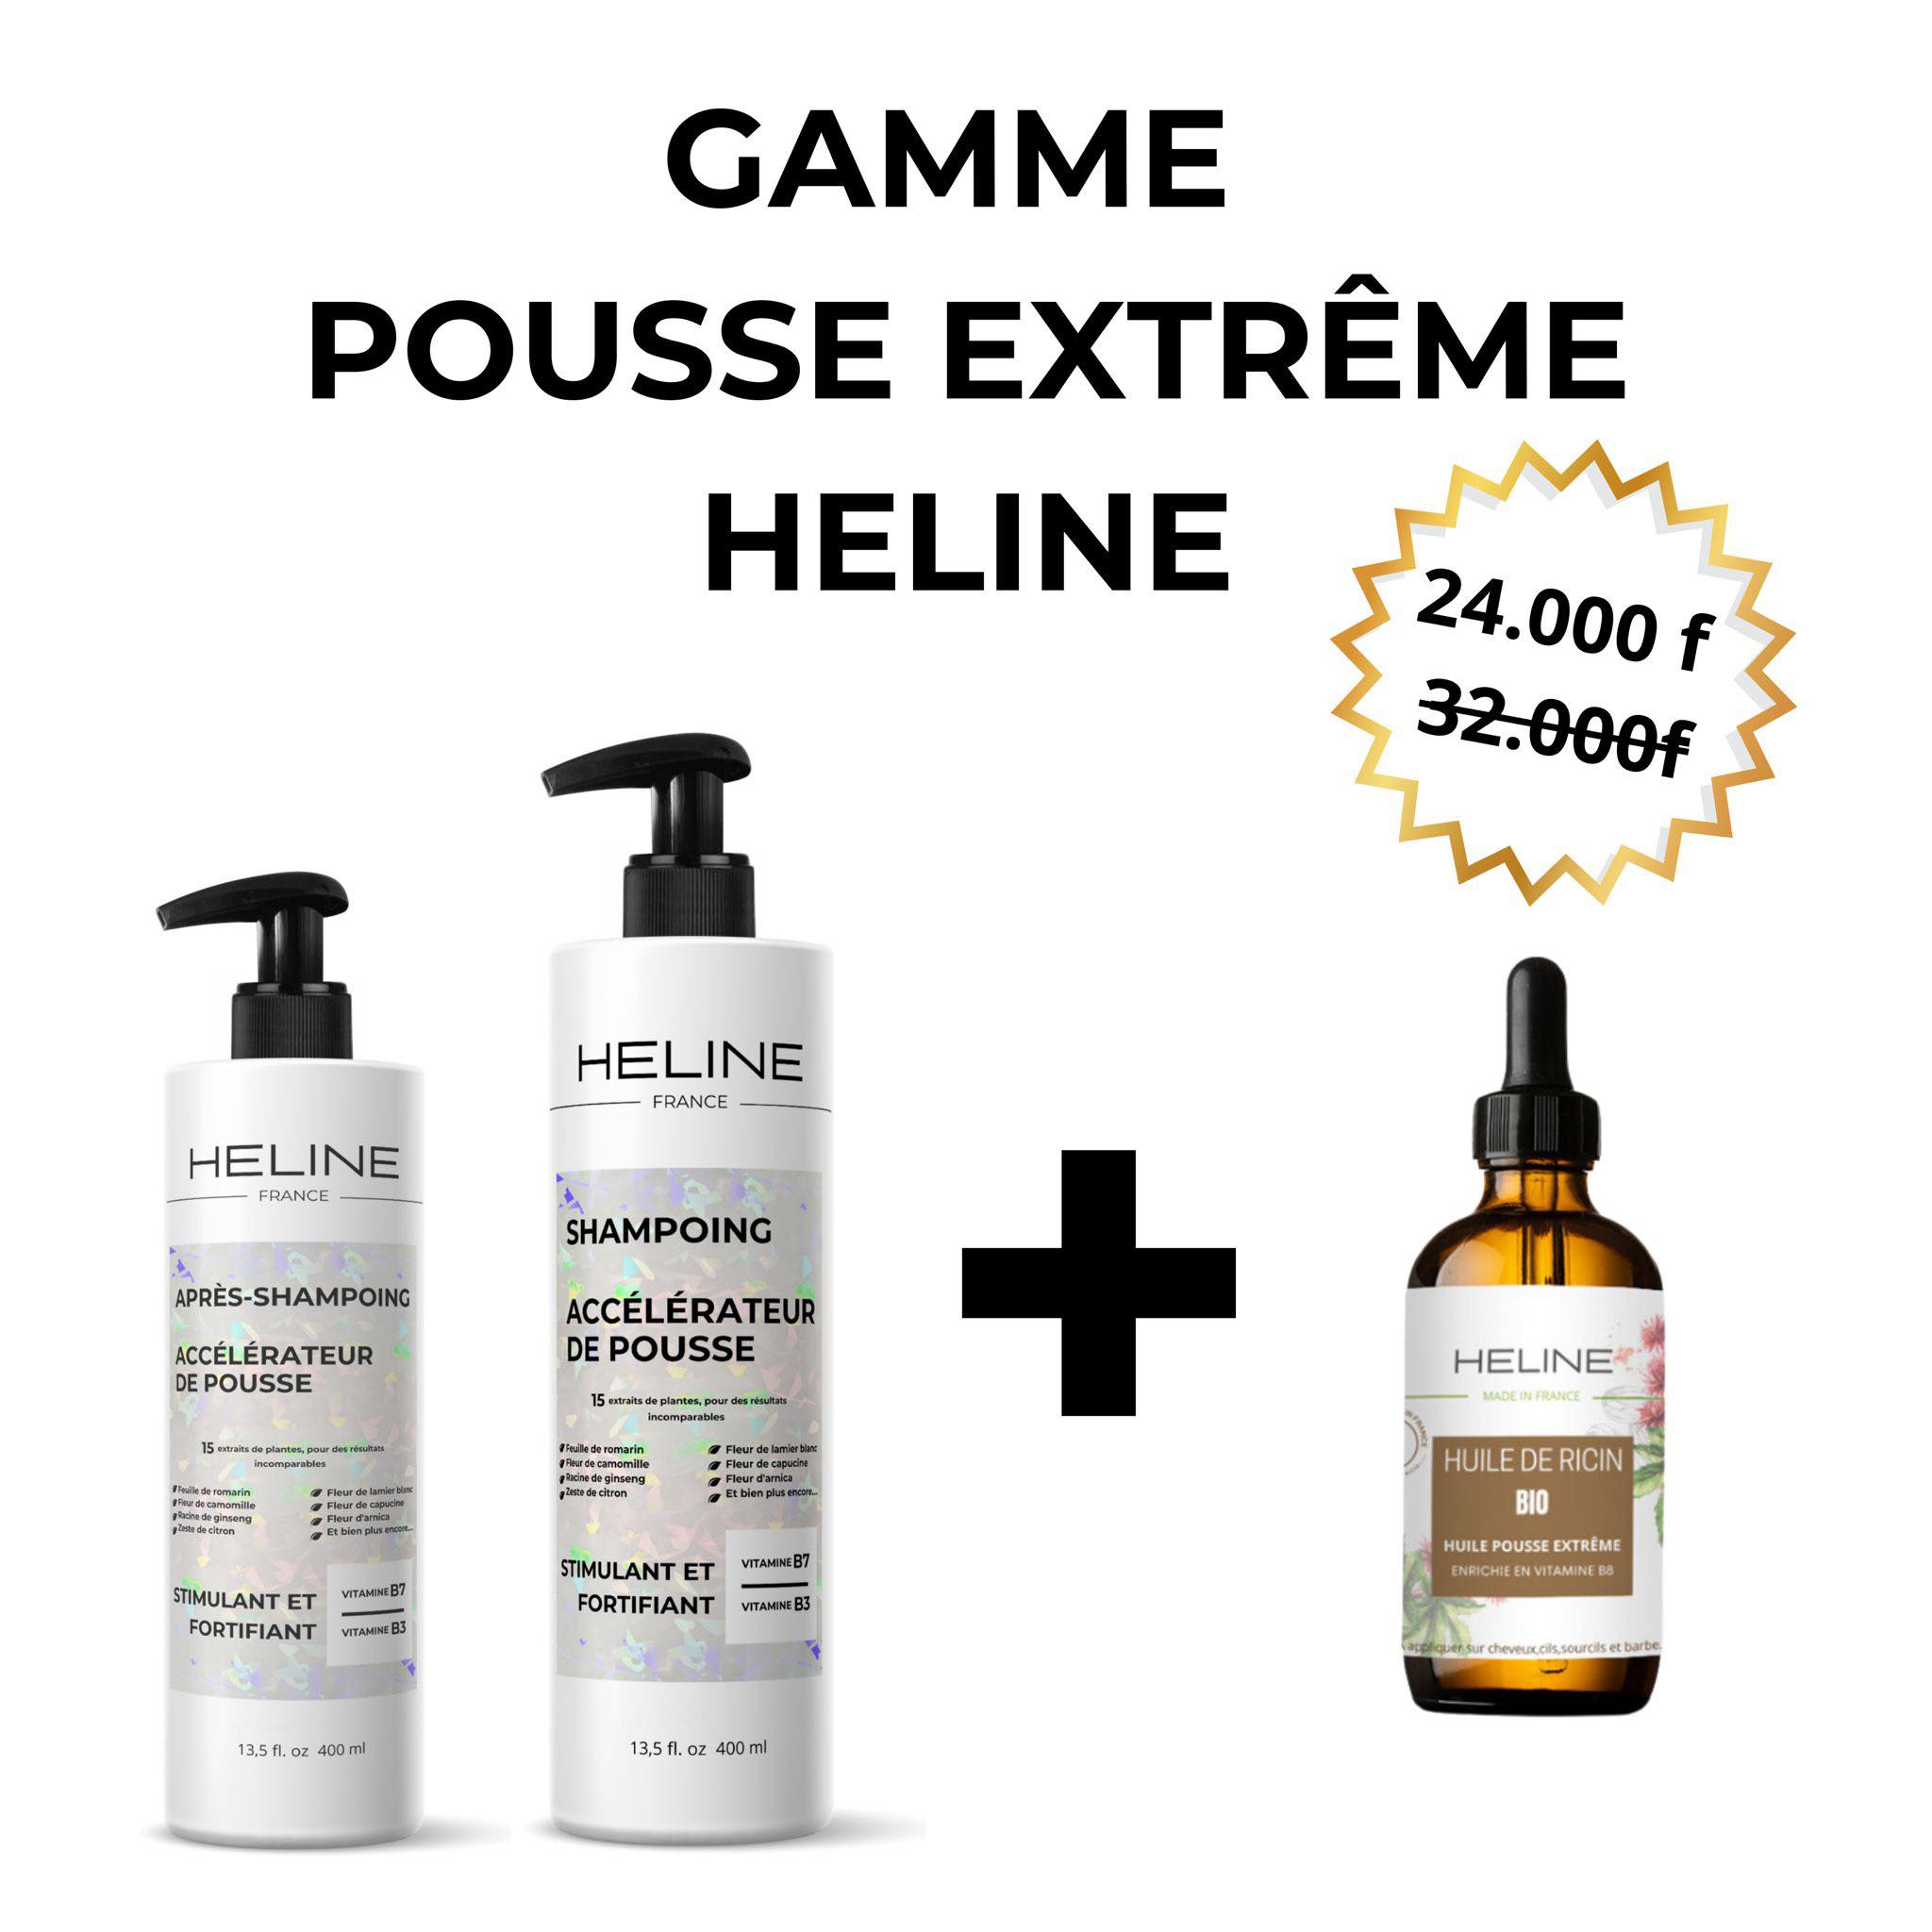 GAMME
POUSSE EXTRÊME
HELINE
24.000 f
32.000f
HELINE
FRANCE
APRÈS-SHAMPOING
ACCÉLÉRATEUR
DE POUSSE
15 extraits de plantes, pour des résultats
incomparables
Feuille de romarin
Fleur de camomille
Racine de ginseng
Zeste de citron
Fleur de lamier blanc
Fleur de capucine
Fleur d'arnica
Et bien plus encore...
STIMULANT ET
FORTIFIANT
VITAMINE B7
VITAMINE B3
13,5 fl. oz 400 ml
HELINE
FRANCE
SHAMPOING
ACCÉLÉRATEUR
DE POUSSE
15 extraits de plantes, pour des résultats
incomparables
Feuille de romarin
Fleur de camomille
Racine de ginseng
Zeste de citron
Fleur de lamier blanc
Fleur de capucine
Fleur d'arnica
Et bien plus encore...
STIMULANT ET
FORTIFIANT
VITAMINE B7
VITAMINE B3
13,5 fl. oz 400 ml
HELINE
MADE IN FRANCE
HUILE DE RICIN
BIO
HUILE POUSSE EXTRÊME
ENRICHIE EN VITAMINE B8
appliquer sur cheveux,cils,sourcils et barbe.